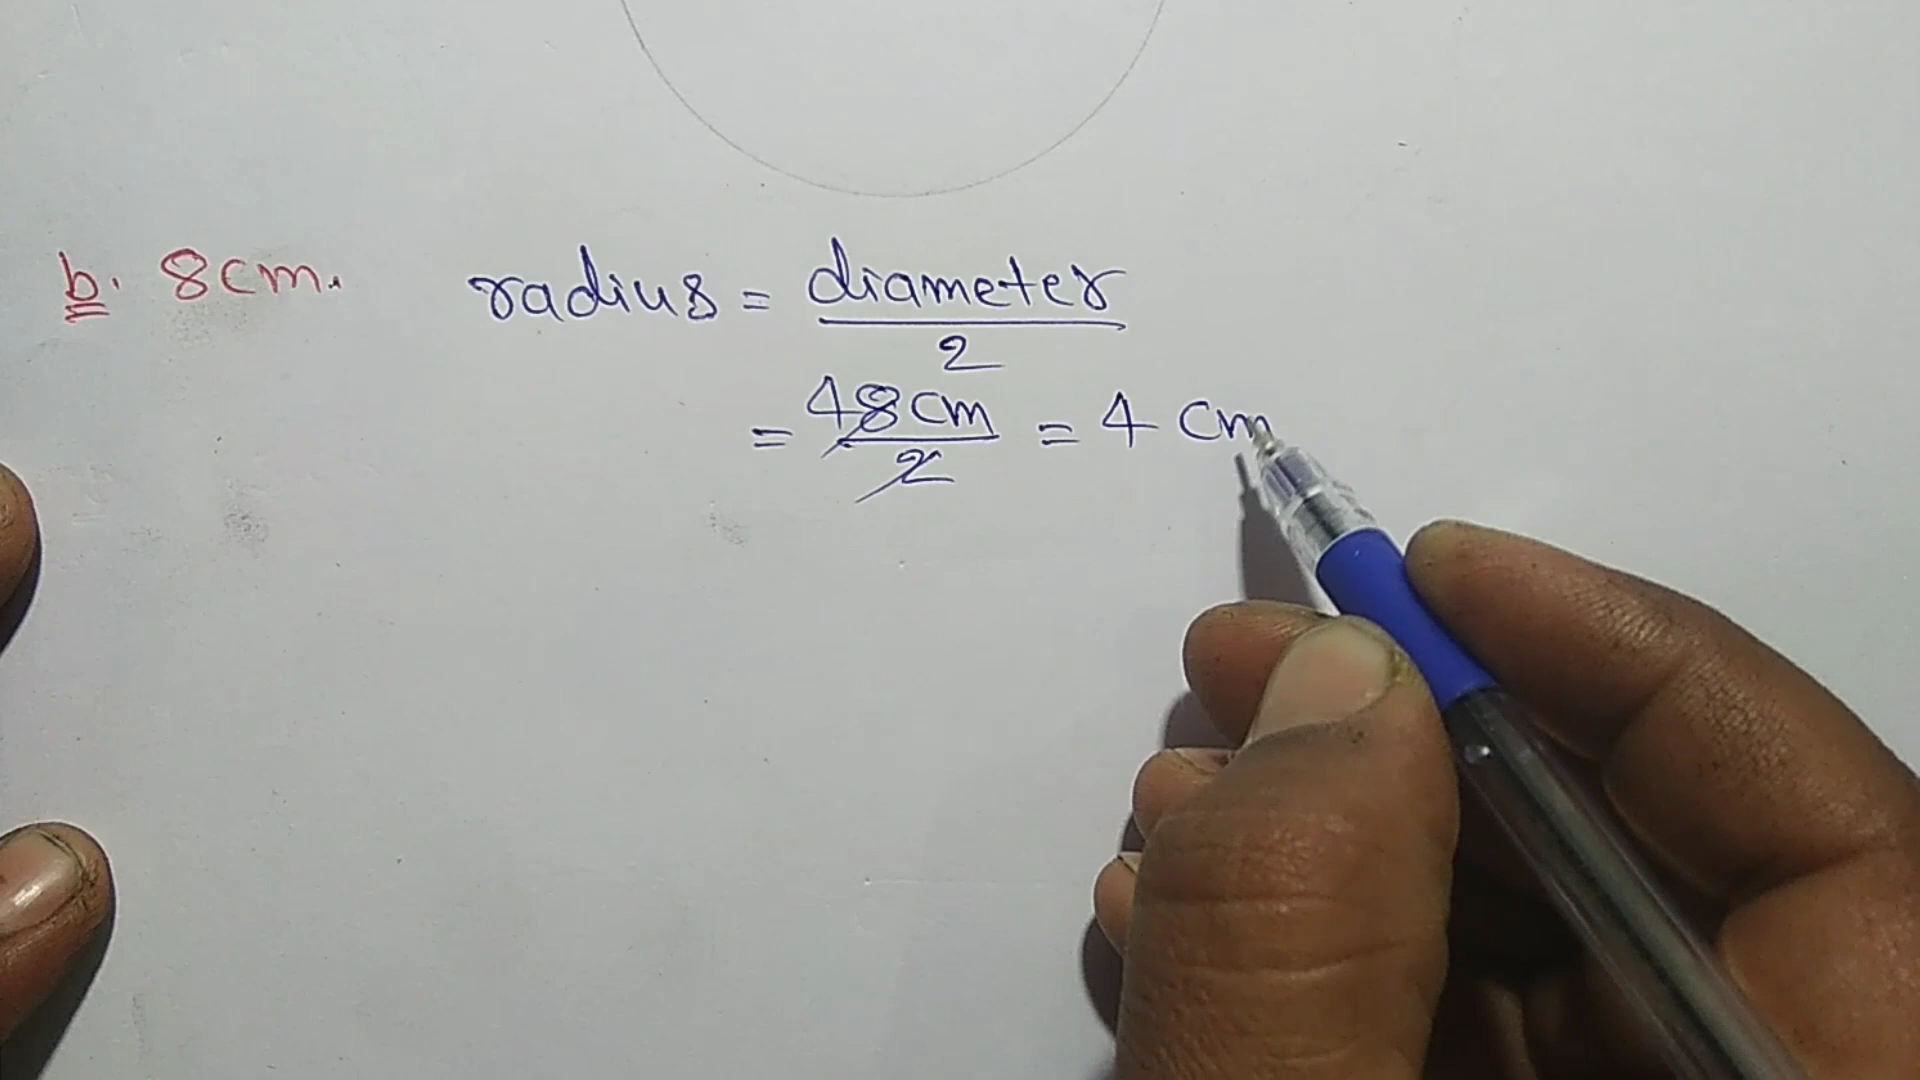 b. 8cm. radius = diameter
2
= 48cm = 4 cm
2